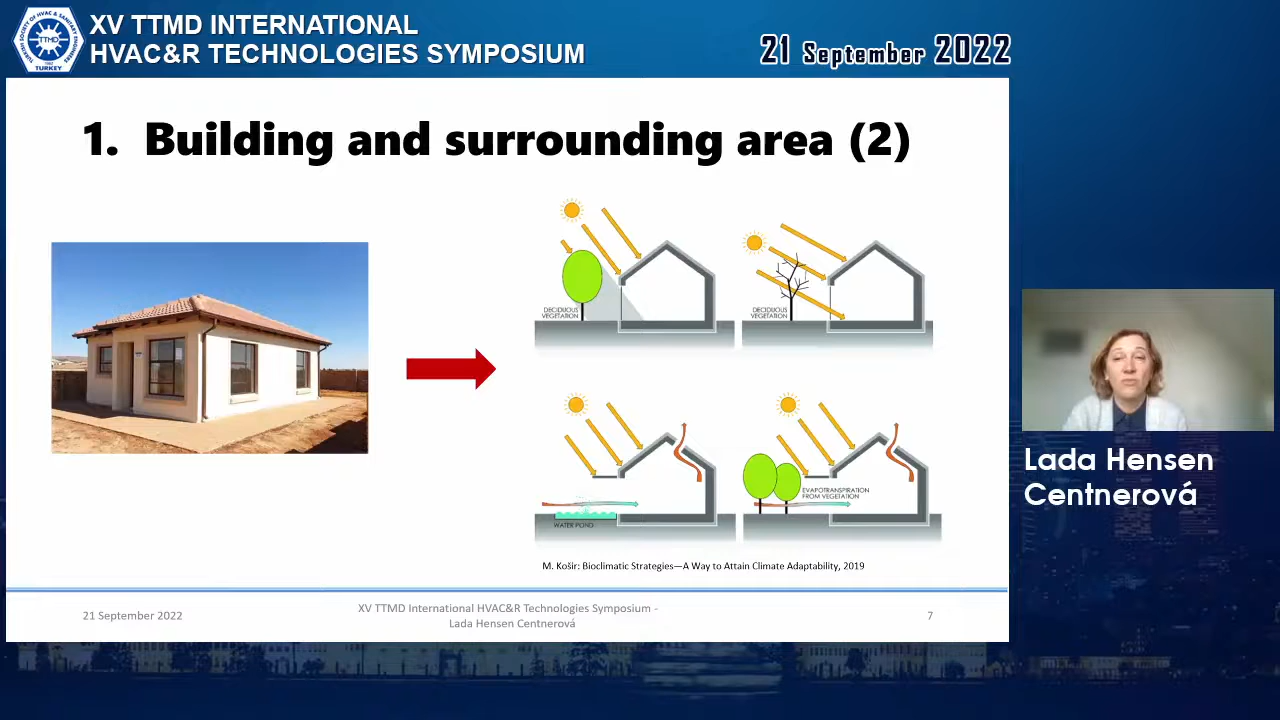 XV TTMD INTERNATIONAL
HVAC&R TECHNOLOGIES SYMPOSIUM
21 September 2022
TTMD
TURKEY
1. Building and surrounding area (2)
DECIDUOUS
VEGETATION
DECIDUOUS
VEGETATION
WATER POND
EVAPOTRANSPIRATION
FROM VEGETATION
M. Košir: Bioclimatic Strategies—A Way to Attain Climate Adaptability, 2019
21 September 2022
XV TTMD International HVAC&R Technologies Symposium -
Lada Hensen Centnerová
7
Lada Hensen
Centnerová